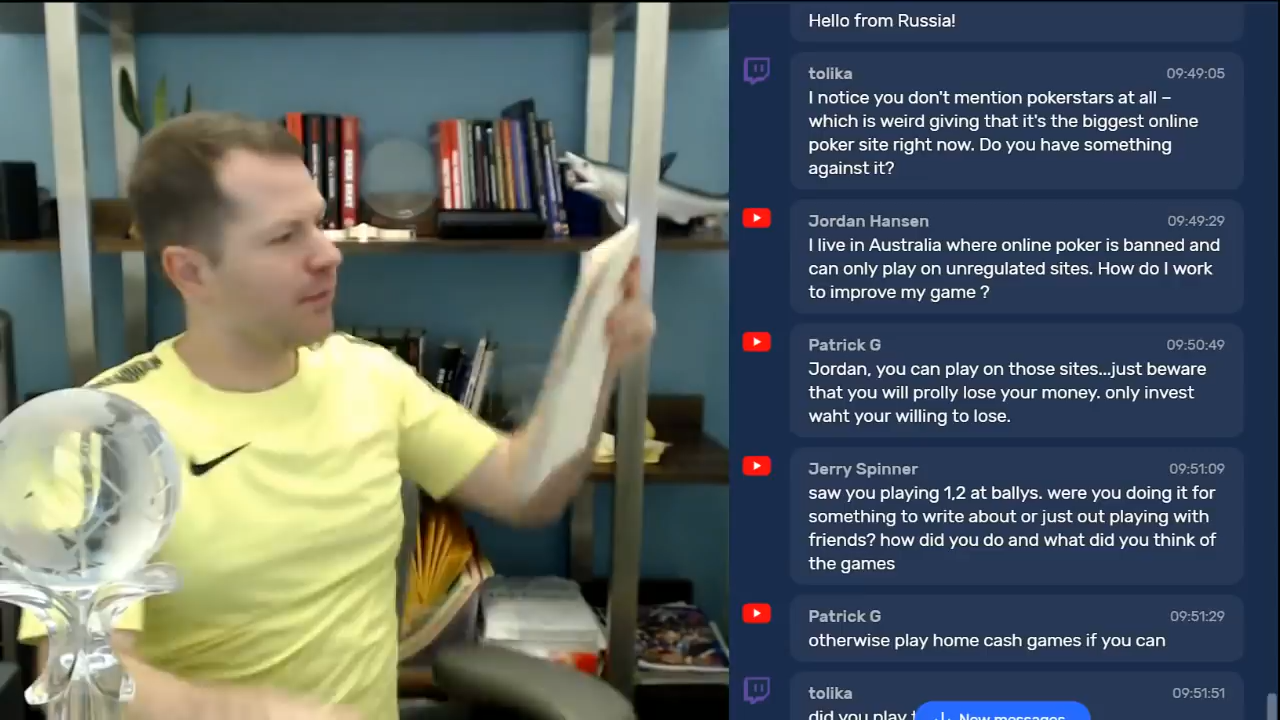 Hello from Russia!
tolika 09:49:05
I notice you don't mention pokerstars at all –
which is weird giving that it's the biggest online
poker site right now. Do you have something
against it?
Jordan Hansen 09:49:29
I live in Australia where online poker is banned and
can only play on unregulated sites. How do I work
to improve my game ?
Patrick G 09:50:49
Jordan, you can play on those sites...just beware
that you will prolly lose your money. only invest
waht your willing to lose.
Jerry Spinner 09:51:09
saw you playing 1,2 at ballys. were you doing it for
something to write about or just out playing with
friends? how did you do and what did you think of
the games
Patrick G 09:51:29
otherwise play home cash games if you can
tolika 09:51:51
did you play
New messages